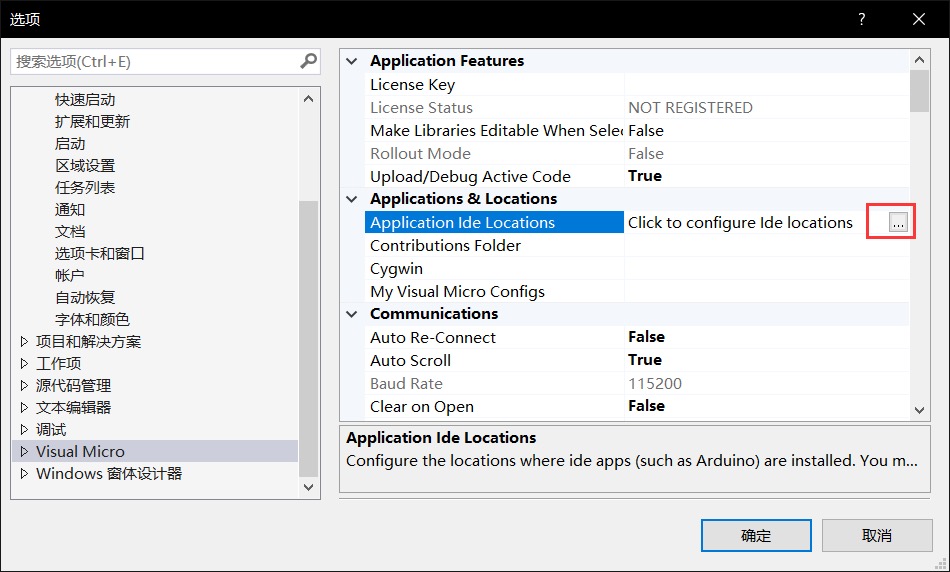 选项
搜索选项(Ctrl+E)
快速启动
扩展和更新
启动
区域设置
任务列表
通知
文档
选项卡和窗口
帐户
自动恢复
字体和颜色
项目和解决方案
工作项
源代码管理
文本编辑器
调试
Visual Micro
Windows 窗体设计器
Application Features
License Key
License Status NOT REGISTERED
Make Libraries Editable When Selec False
Rollout Mode False
Upload/Debug Active Code True
Applications & Locations
Application Ide Locations Click to configure Ide locations ...
Contributions Folder
Cygwin
My Visual Micro Configs
Communications
Auto Re-Connect False
Auto Scroll True
Baud Rate 115200
Clear on Open False
Application Ide Locations
Configure the locations where ide apps (such as Arduino) are installed. You m...
确定 取消